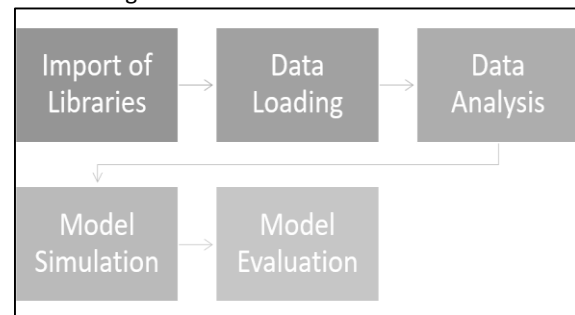 Import of
Libraries
Data
Loading
Data
Analysis
Model
Simulation
Model
Evaluation